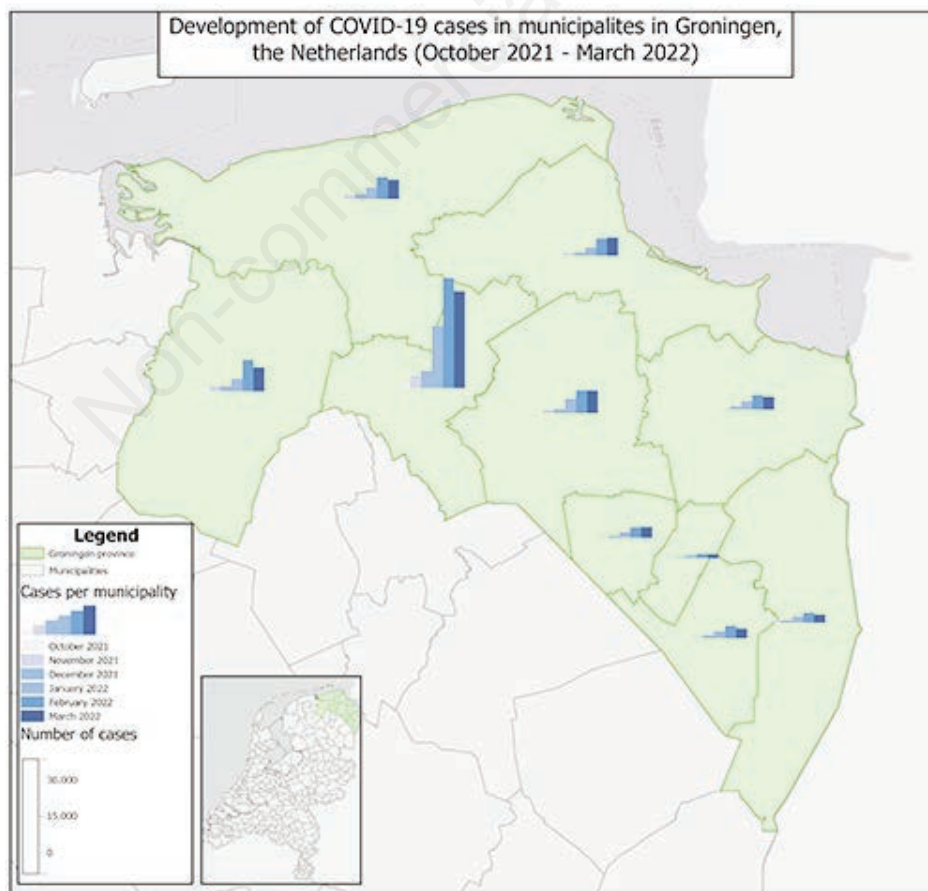 Development of COVID-19 cases in municipalites in Groningen,
the Netherlands (October 2021 - March 2022)
Non-commerci
Legend
Groningen province
Municipalities
Cases per municipality
October 2021
November 2021
December 2021
January 2022
February 2022
March 2022
Number of cases
30,000
15,000
0